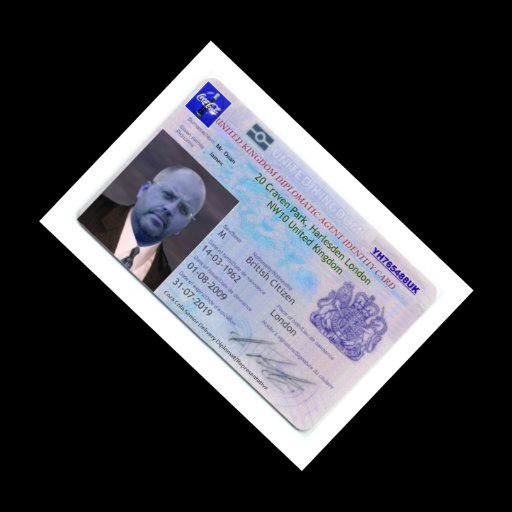 Coca-Cola
UNITED KINGDOM
UNITED KINGDOM DIPLOMATIC AGENT IDENTITY CARD
YH765488UK
Mr. Dean
James
20 Craven Park, Harlesden London
NW10 United Kingdom
M
British Citizen
14-03-1962
01-08-2009
London
31-07-2019
Coca Cola Senior Delivery Diplomat/Representative